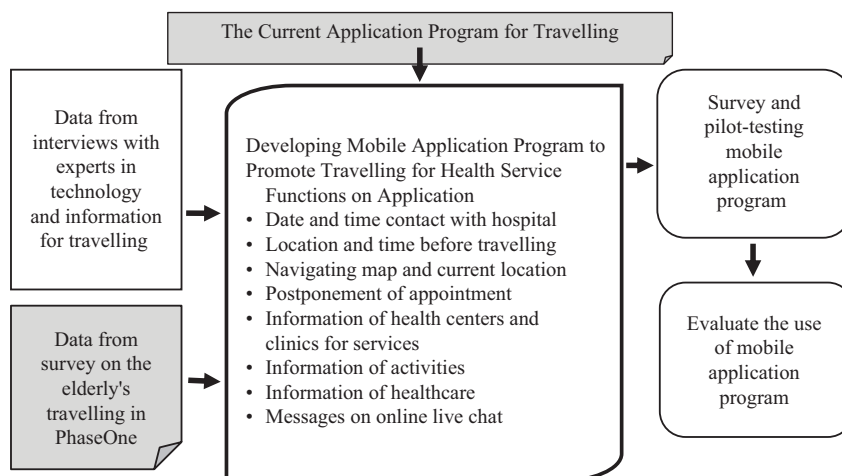 The Current Application Program for Travelling
Data from
interviews with
experts in
technology
and information
for travelling
Data from
survey on the
elderly's
travelling in
PhaseOne
Developing Mobile Application Program to
Promote Travelling for Health Service
Functions on Application
• Date and time contact with hospital
• Location and time before travelling
• Navigating map and current location
• Postponement of appointment
• Information of health centers and
clinics for services
• Information of activities
• Information of healthcare
• Messages on online live chat
Survey and
pilot-testing
mobile
application
program
Evaluate the use
of mobile
application
program